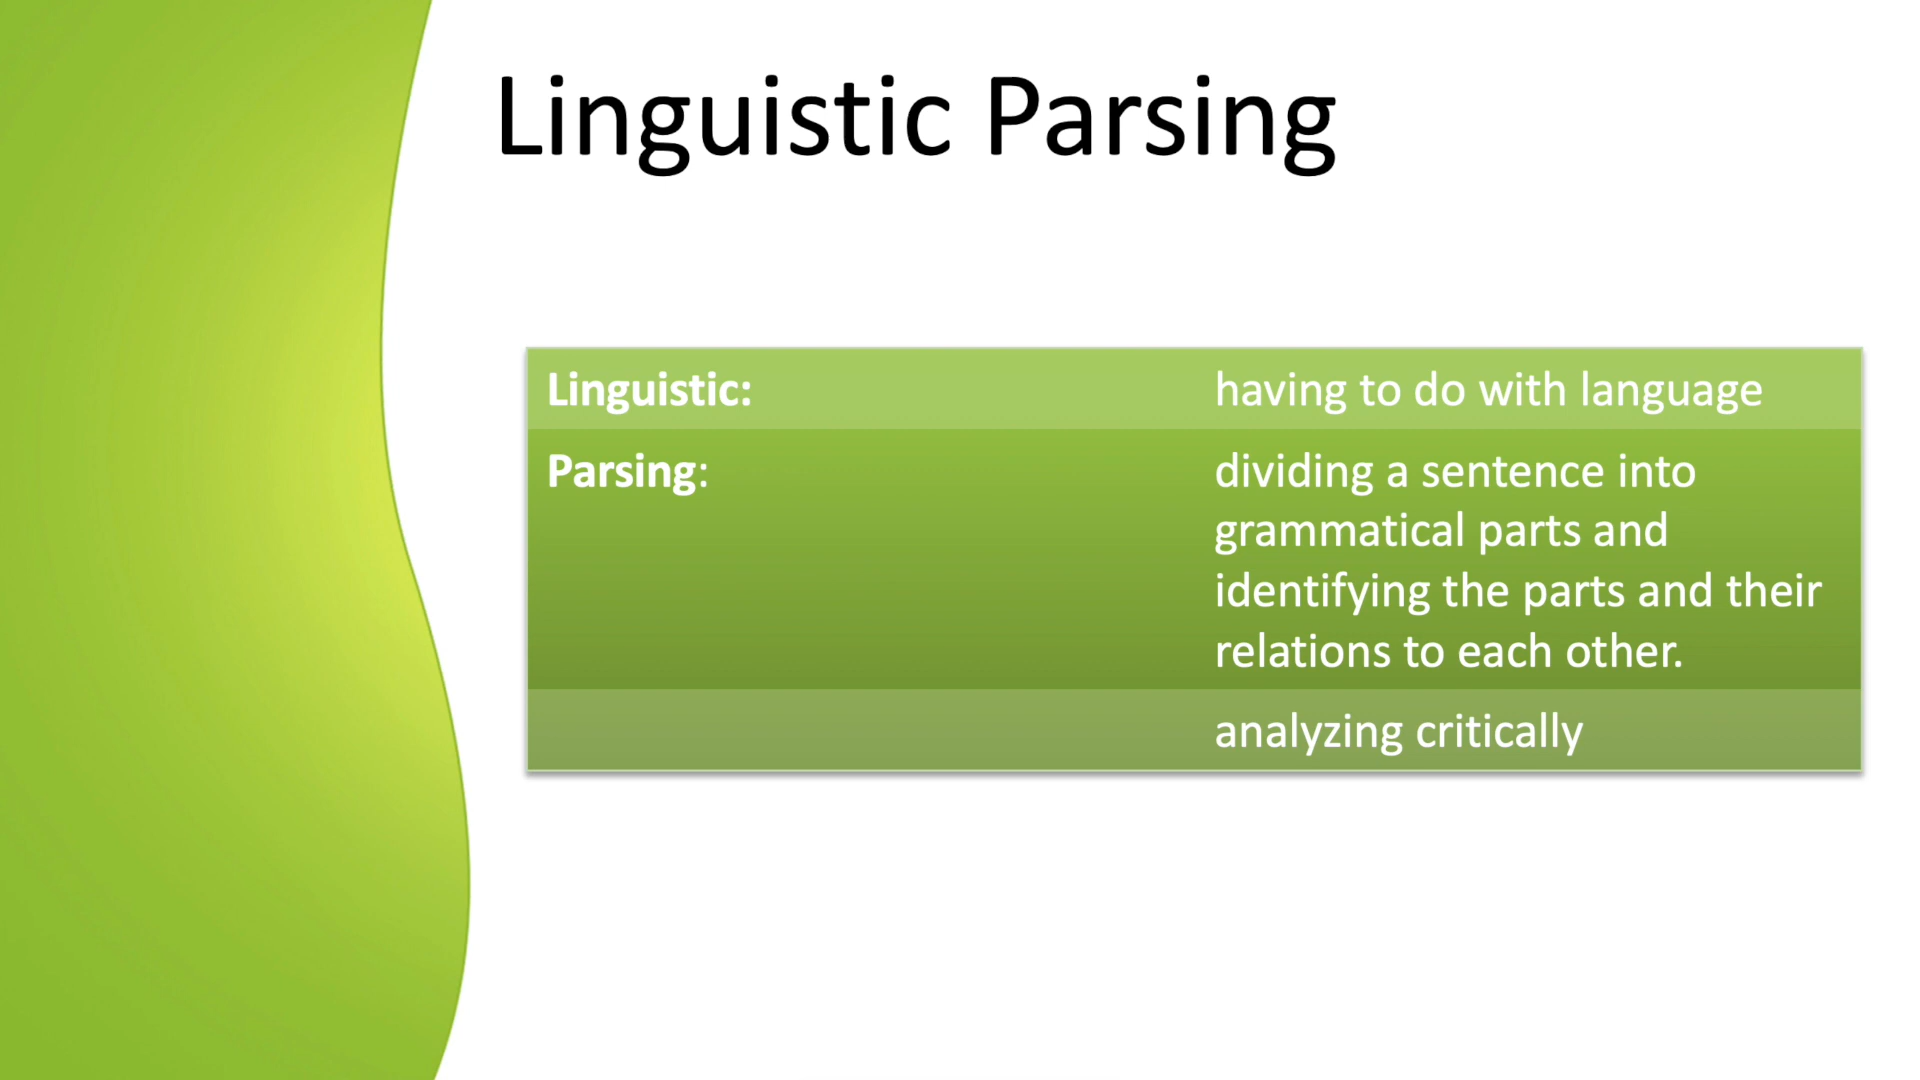 Linguistic Parsing
Linguistic: having to do with language
Parsing: dividing a sentence into
grammatical parts and
identifying the parts and their
relations to each other.
analyzing critically